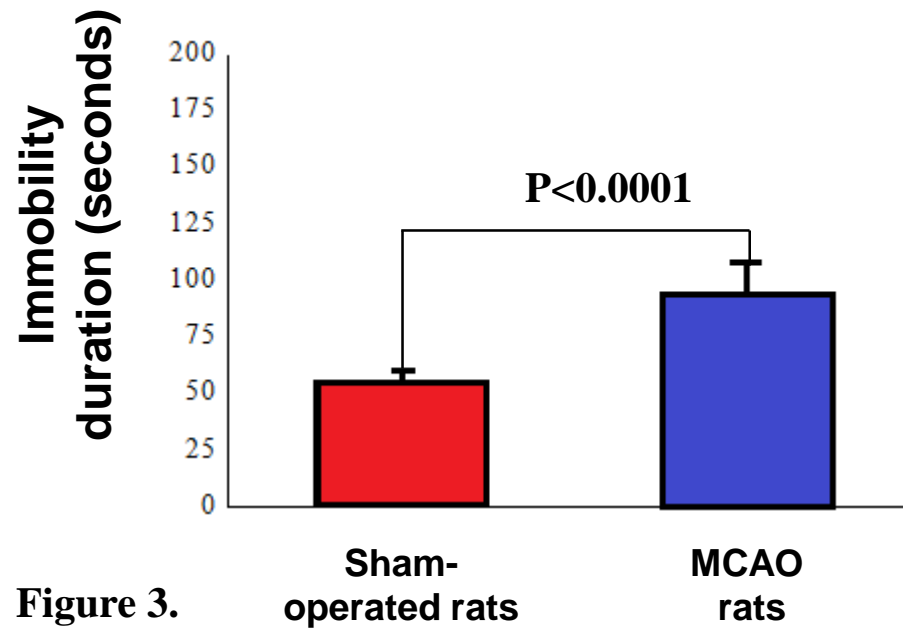 Immobility
duration (seconds)
200
175
150
125
100
75
50
25
0
P<0.0001
Sham-
operated rats
MCAO
rats
Figure 3.